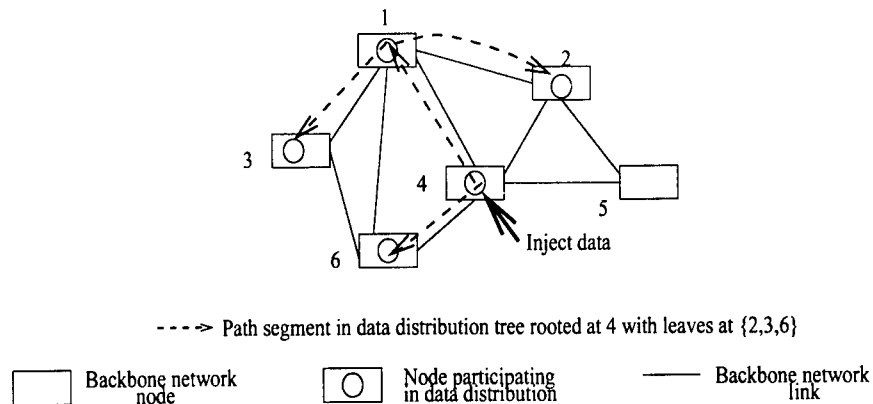 1
2
3
4
5
6
Inject data
----> Path segment in data distribution tree rooted at 4 with leaves at {2,3,6}
Backbone network
node
Node participating
in data distribution
Backbone network
link